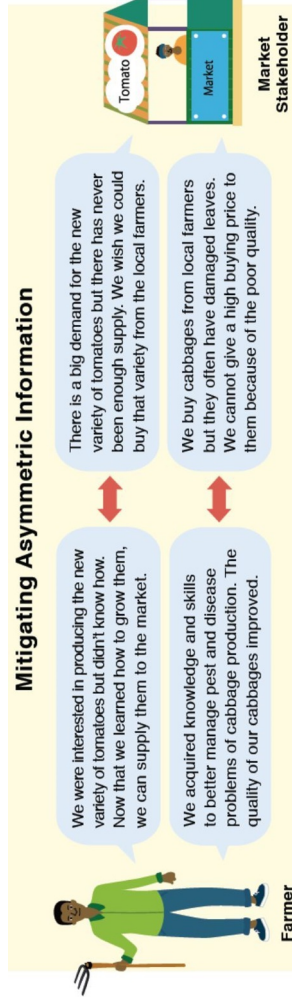 Mitigating Asymmetric Information
We were interested in producing the new
variety of tomatoes but didn't know how.
Now that we learned how to grow them,
we can supply them to the market.
There is a big demand for the new
variety of tomatoes but there has never
been enough supply. We wish we could
buy that variety from the local farmers.
We acquired knowledge and skills
to better manage pest and disease
problems of cabbage production. The
quality of our cabbages improved.
We buy cabbages from local farmers
but they often have damaged leaves.
We cannot give a high buying price to
them because of the poor quality.
Farmer
Tomato
Market
Market
Stakeholder